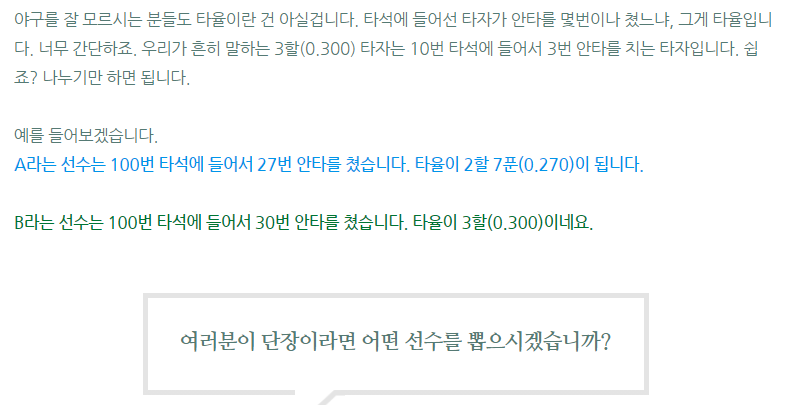 야구를 잘 모르시는 분들도 타율이란 건 아실겁니다. 타석에 들어선 타자가 안타를 몇번이나 쳤느냐, 그게 타율입니
다. 너무 간단하죠. 우리가 흔히 말하는 3할(0.300) 타자는 10번 타석에 들어서 3번 안타를 치는 타자입니다. 쉽
죠? 나누기만 하면 됩니다.
예를 들어보겠습니다.
A라는 선수는 100번 타석에 들어서 27번 안타를 쳤습니다. 타율이 2할 7푼(0.270)이 됩니다.
B라는 선수는 100번 타석에 들어서 30번 안타를 쳤습니다. 타율이 3할(0.300)이네요.
여러분이 단장이라면 어떤 선수를 뽑으시겠습니까?